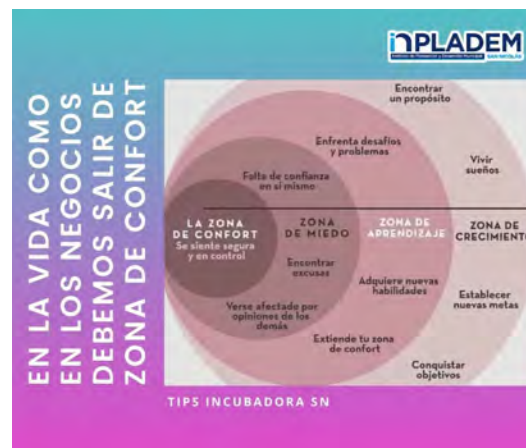 EN LA VIDA COMO
EN LOS NEGOCIOS
DEBEMOS SALIR DE
ZONA DE CONFORT
INPLADEM
SAN NICOLÁS
Encontrar
un propósito
Enfrenta desafíos
y problemas
Vivir
sueños
Falta de confianza
en sí mismo
LA ZONA
DE CONFORT
Se siente segura
y en control
ZONA
DE MIEDO
ZONA DE
APRENDIZAJE
ZONA DE
CRECIMIENTO
Encontrar
escusas
Adquiere nuevas
habilidades
Establecer
nuevas metas
Verse afectado por
opiniones de los
demás
Extiende tu zona
de confort
Conquistar
objetivos
TIPS INCUBADORA SN